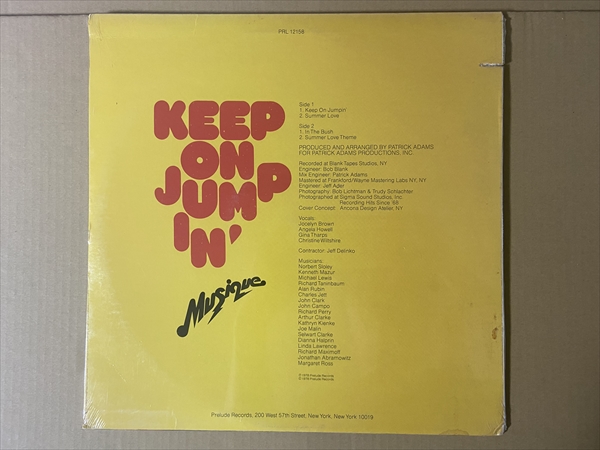 PRL 12158
KEEP
ON
JUMP
IN'
Musique
Side 1
1. Keep On Jumpin'
2. Summer Love
Side 2
1. In The Bush
2. Summer Love Theme
PRODUCED AND ARRANGED BY PATRICK ADAMS
FOR PATRICK ADAMS PRODUCTIONS, INC.
Recorded at Blank Tapes Studios, NY
Engineer: Bob Blank
Mix Engineer: Patrick Adams
Mastered at Frankford/Wayne Mastering Labs NY, NY
Engineer: Jeff Ader
Photography: Bob Lichtman & Trudy Schlachter
Photographed at Sigma Sound Studios, Inc.
Recording Hits Since '68
Cover Concept: Ancona Design Atelier, NY
Vocals:
Jocelyn Brown
Angela Howell
Gina Tharps
Christine Wiltshire
Contractor: Jeff Delinko
Musicians:
Norbert Sloley
Kenneth Mazur
Michael Lewis
Richard Tannbaum
Alan Rubin
Charles Jett
John Clark
John Campo
Richard Perry
Arthur Clarke
Kathryn Kienke
Joe Malin
Selwart Clarke
Dianna Halprin
Linda Lawrence
Richard Maximoff
Jonathan Abramowitz
Margaret Ross
1978 Prelude Records
1978 Prelude Records
Prelude Records, 200 West 57th Street, New York, New York 10019